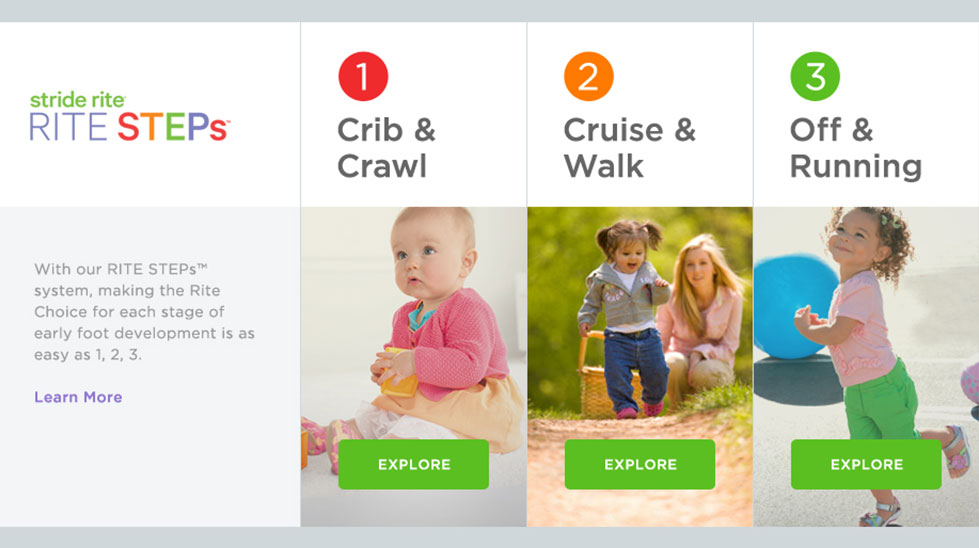 stride rite®
RITE STEPs™
1
Crib &
Crawl
2
Cruise &
Walk
3
Off &
Running
With our RITE STEPs™
system, making the Rite
Choice for each stage of
early foot development is as
easy as 1, 2, 3.
Learn More
EXPLORE
EXPLORE
EXPLORE